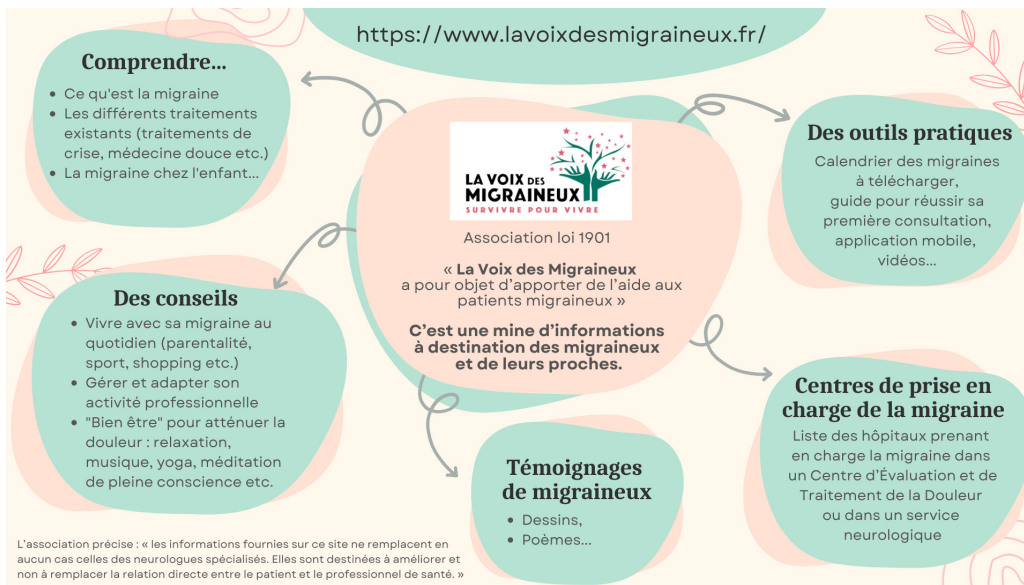 https://www.lavoixdesmigraineux.fr/
Comprendre...
• Ce qu'est la migraine
• Les différents traitements
existants (traitements de
crise, médecine douce etc.)
• La migraine chez l'enfant...
LA VOIX DES
MIGRAINEUX
SURVIVRE POUR VIVRE
Association loi 1901
« La Voix des Migraineux
a pour objet d'apporter de l'aide aux
patients migraineux »
C'est une mine d'informations
à destination des migraineux
et de leurs proches.
Des outils pratiques
Calendrier des migraines
à télécharger,
guide pour réussir sa
première consultation,
application mobile,
vidéos...
Des conseils
• Vivre avec sa migraine au
quotidien (parentalité,
sport, shopping etc.)
• Gérer et adapter son
activité professionnelle
• "Bien être" pour atténuer la
douleur : relaxation,
musique, yoga, méditation
de pleine conscience etc.
Témoignages
de migraineux
• Dessins,
• Poèmes...
Centres de prise en
charge de la migraine
Liste des hôpitaux prenant
en charge la migraine dans
un Centre d'Évaluation et de
Traitement de la Douleur
ou dans un service
neurologique
L'association précise : « les informations fournies sur ce site ne remplacent en
aucun cas celles des neurologues spécialisés. Elles sont destinées à améliorer et
non à remplacer la relation directe entre le patient et le professionnel de santé. »